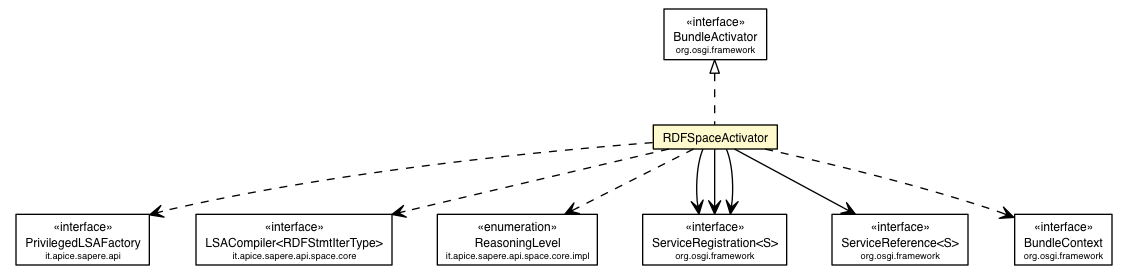 «interface»
BundleActivator
org.osgi.framework
RDFSpaceActivator
«interface»
PrivilegedLSAFactory
it.apice.sapere.api
«interface»
LSACompiler<RDFStmtIterType>
it.apice.sapere.api.space.core
«enumeration»
ReasoningLevel
it.apice.sapere.api.space.core.impl
«interface»
ServiceRegistration<S>
org.osgi.framework
«interface»
ServiceReference<S>
org.osgi.framework
«interface»
BundleContext
org.osgi.framework